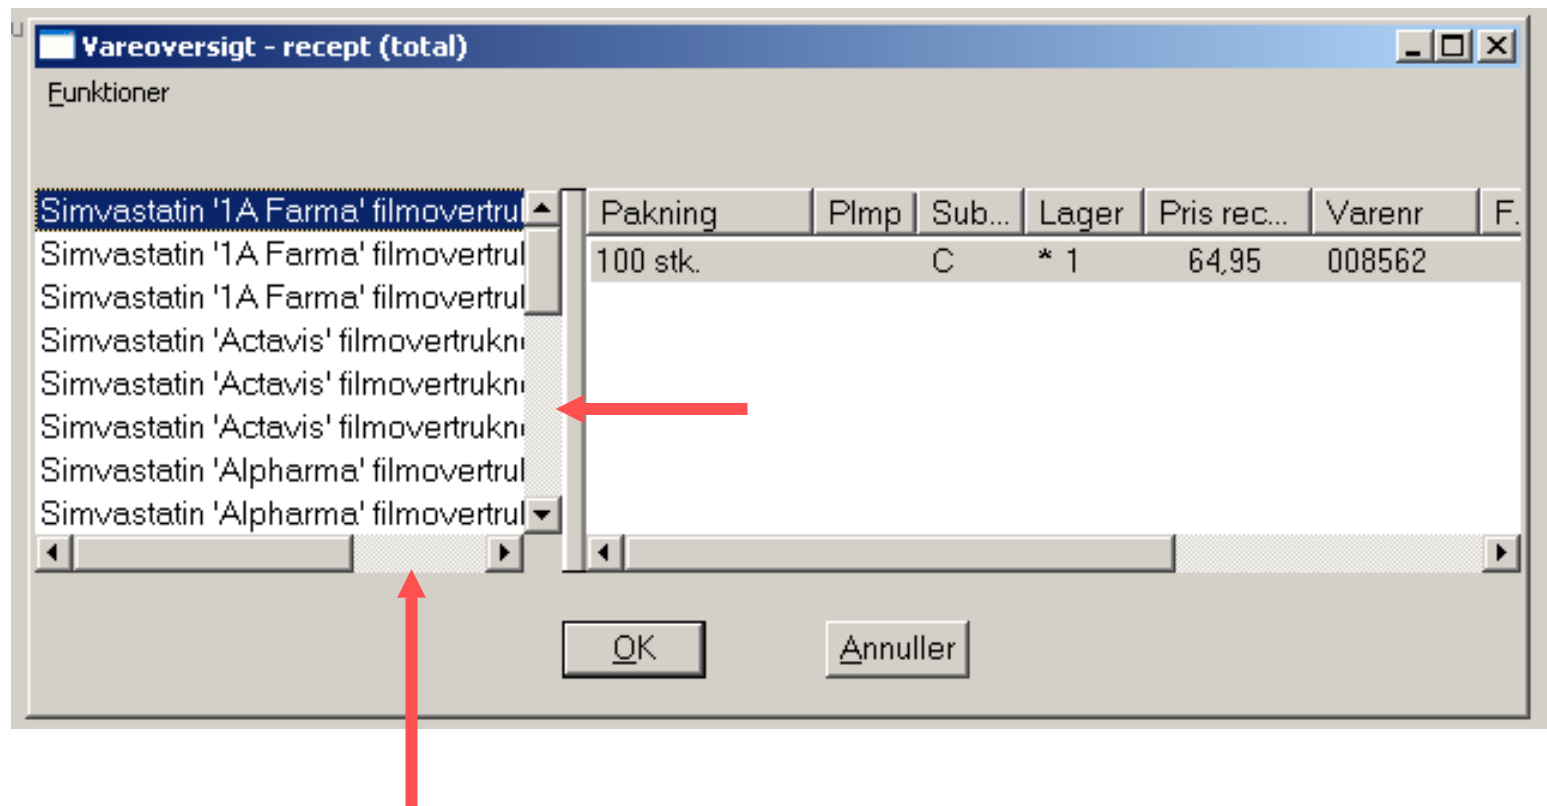 Vareoversigt - recept (total)
Funktioner
Simvastatin '1A Farma' filmovertrul
Simvastatin '1A Farma' filmovertrul
Simvastatin '1A Farma' filmovertrul
Simvastatin 'Actavis' filmovertrukn
Simvastatin 'Actavis' filmovertrukn
Simvastatin 'Actavis' filmovertrukn
Simvastatin 'Alpharma' filmovertrul
Simvastatin 'Alpharma' filmovertrul
Pakning Plmp Sub... Lager Pris rec... Varenr F.
100 stk. C * 1 64,95 008562
OK Annuller